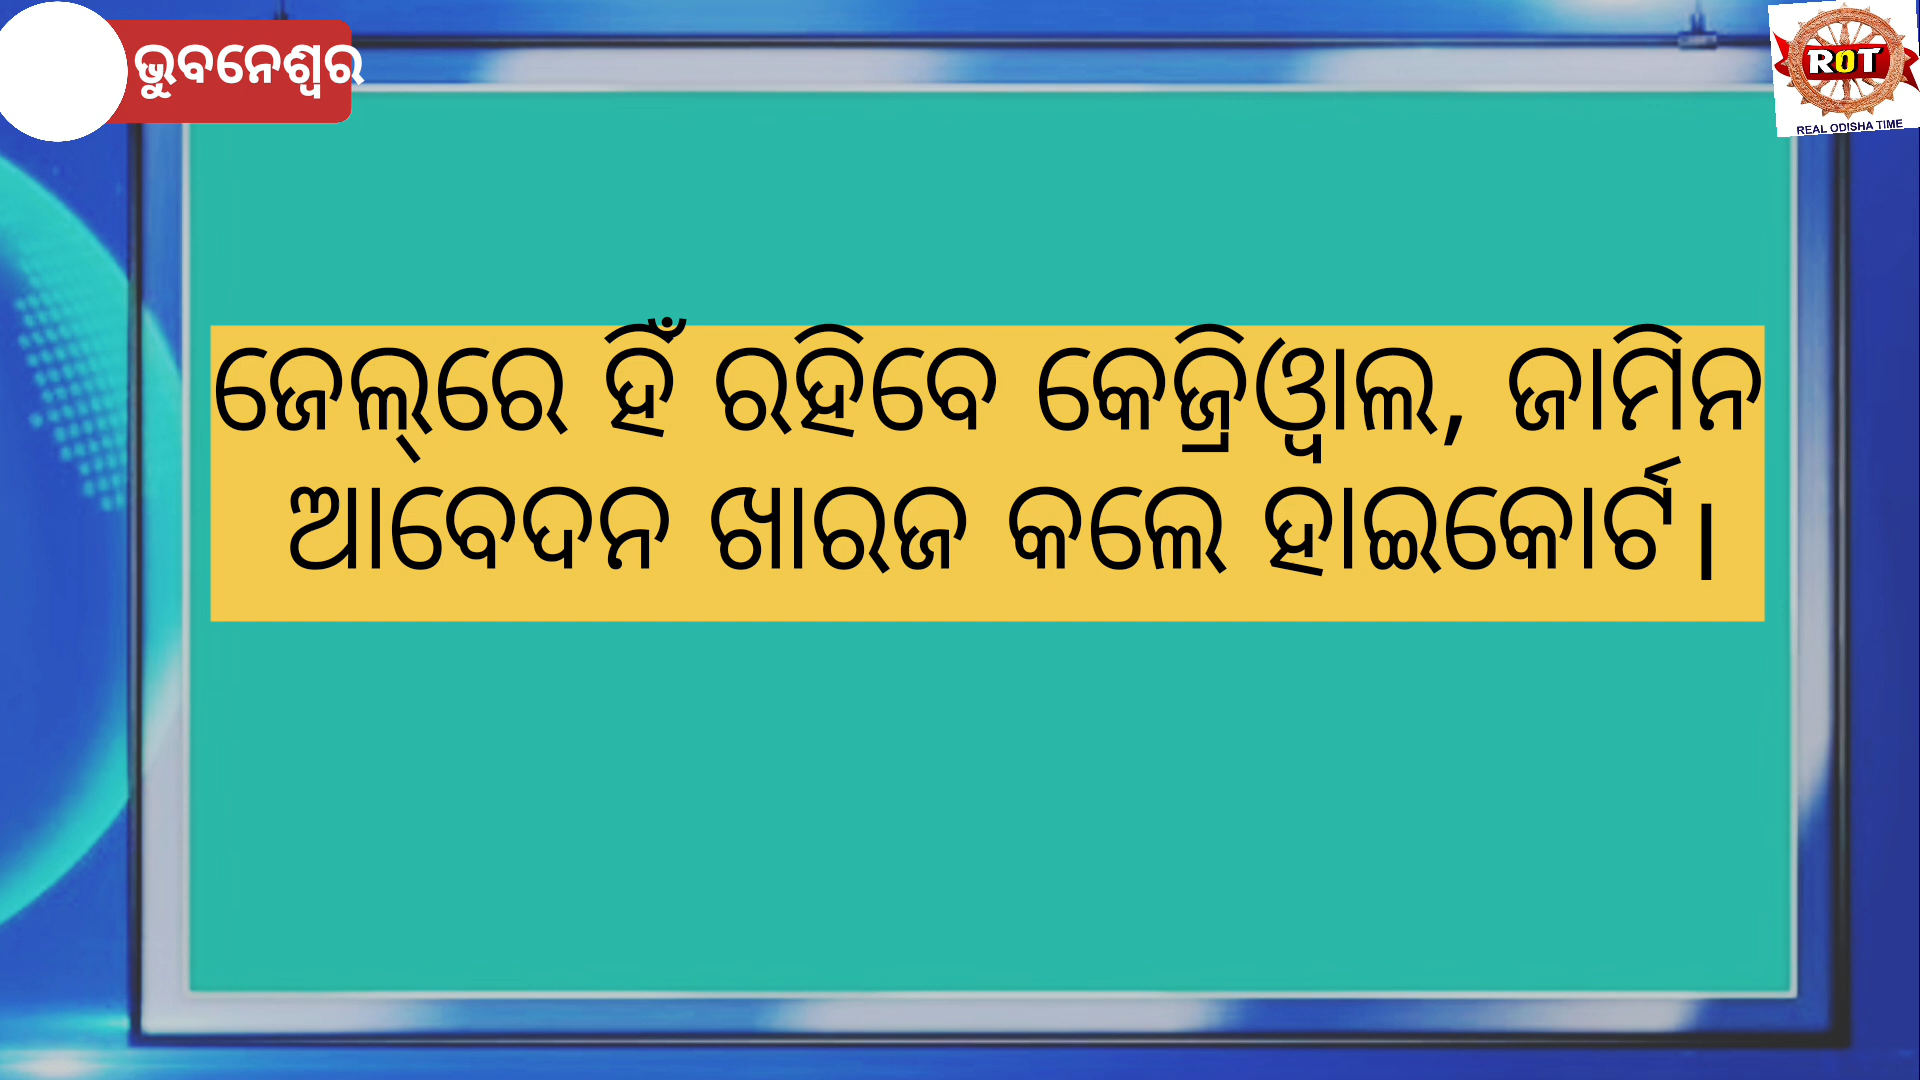 ଭୁବନେଶ୍ୱର
ROT
REAL ODISHA TIME
ଜେଲ୍‌ରେ ହିଁ ରହିବେ କେଜ୍ରିଓ୍ଵାଲ, ଜାମିନ
ଆବେଦନ ଖାରଜ କଲେ ହାଇକୋର୍ଟ।